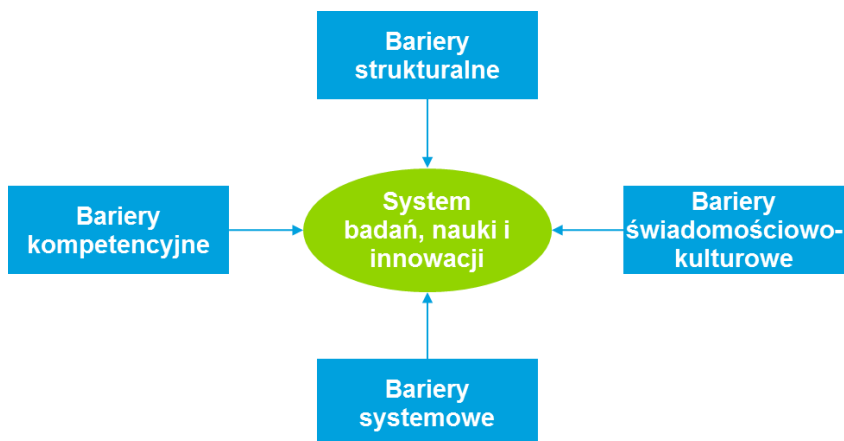 Bariery
strukturalne
Bariery
kompetencyjne
System
badań, nauki i
innowacji
Bariery
świadomościowo-
kulturowe
Bariery
systemowe